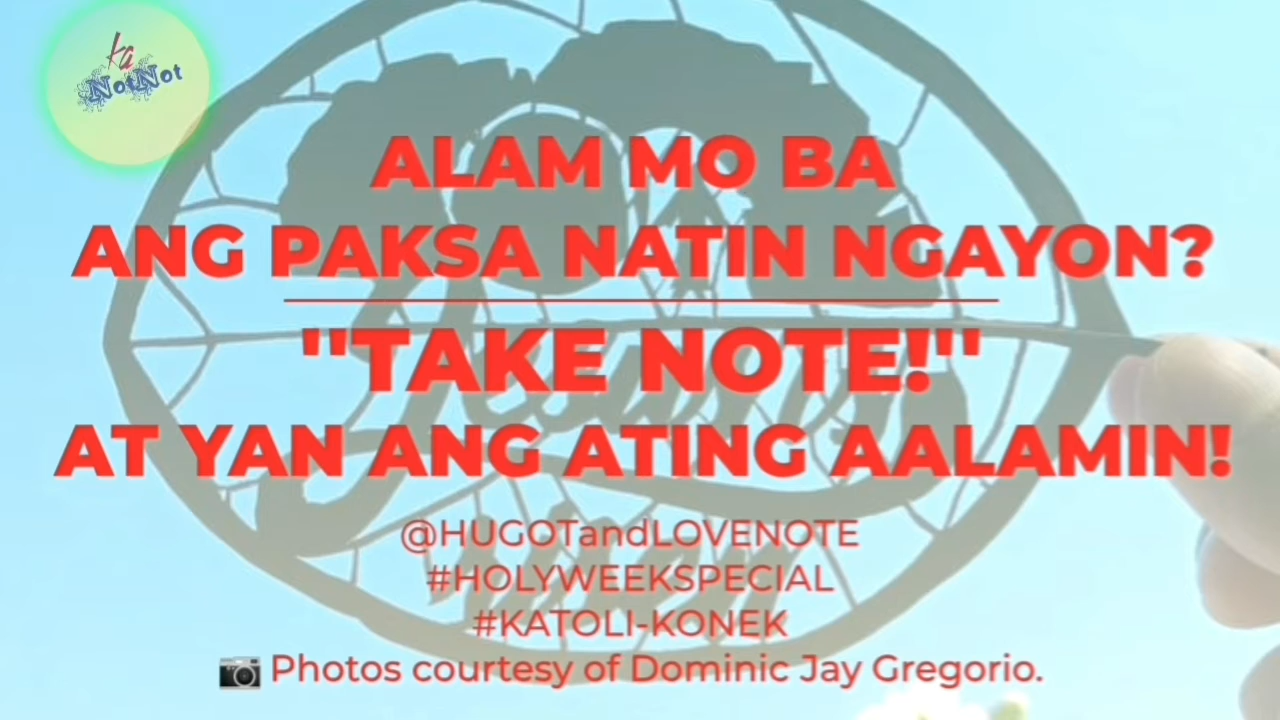 ka
NotNot
ALAM MO BA
ANG PAKSA NATIN NGAYON?
"TAKE NOTE!"
AT YAN ANG ATING AALAMIN!
@HUGOTandLOVENOTE
#HOLYWEEKSPECIAL
#KATOLI-KONEK
📷 Photos courtesy of Dominic Jay Gregorio.